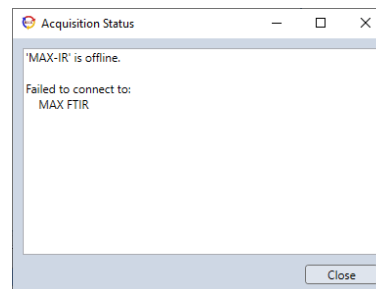 Acquisition Status
'MAX-IR' is offline.
Failed to connect to:
MAX FTIR
Close